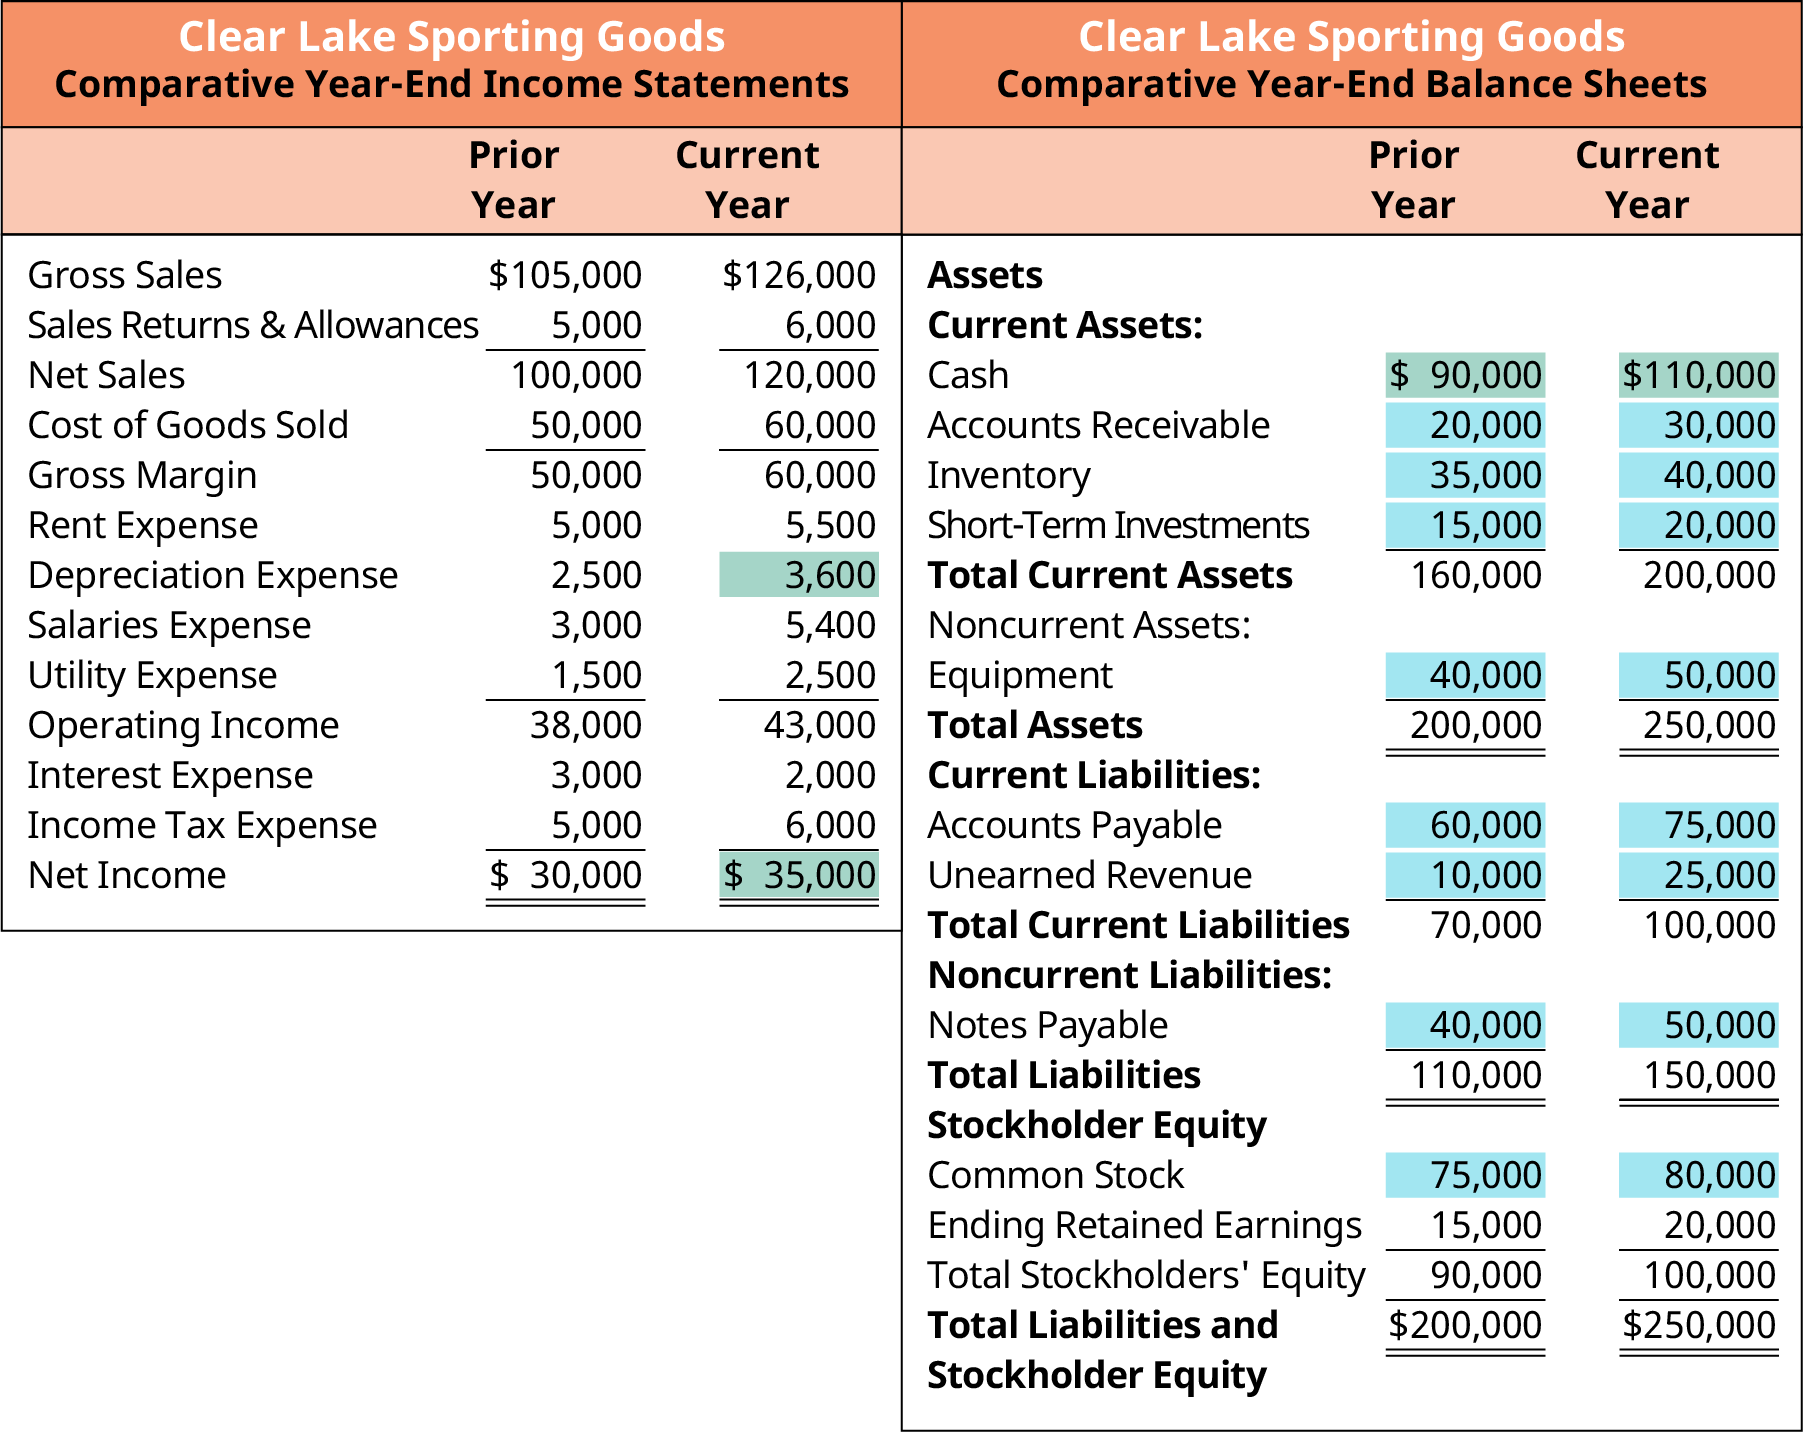 Clear Lake Sporting Goods
Comparative Year-End Income Statements
Prior Current
Year Year
Gross Sales $105,000 $126,000
Sales Returns & Allowances 5,000 6,000
Net Sales 100,000 120,000
Cost of Goods Sold 50,000 60,000
Gross Margin 50,000 60,000
Rent Expense 5,000 5,500
Depreciation Expense 2,500 3,600
Salaries Expense 3,000 5,400
Utility Expense 1,500 2,500
Operating Income 38,000 43,000
Interest Expense 3,000 2,000
Income Tax Expense 5,000 6,000
Net Income $ 30,000 $ 35,000
Clear Lake Sporting Goods
Comparative Year-End Balance Sheets
Prior Current
Year Year
Assets
Current Assets:
Cash $ 90,000 $110,000
Accounts Receivable 20,000 30,000
Inventory 35,000 40,000
Short-Term Investments 15,000 20,000
Total Current Assets 160,000 200,000
Noncurrent Assets:
Equipment 40,000 50,000
Total Assets 200,000 250,000
Current Liabilities:
Accounts Payable 60,000 75,000
Unearned Revenue 10,000 25,000
Total Current Liabilities 70,000 100,000
Noncurrent Liabilities:
Notes Payable 40,000 50,000
Total Liabilities 110,000 150,000
Stockholder Equity
Common Stock 75,000 80,000
Ending Retained Earnings 15,000 20,000
Total Stockholders' Equity 90,000 100,000
Total Liabilities and $200,000 $250,000
Stockholder Equity